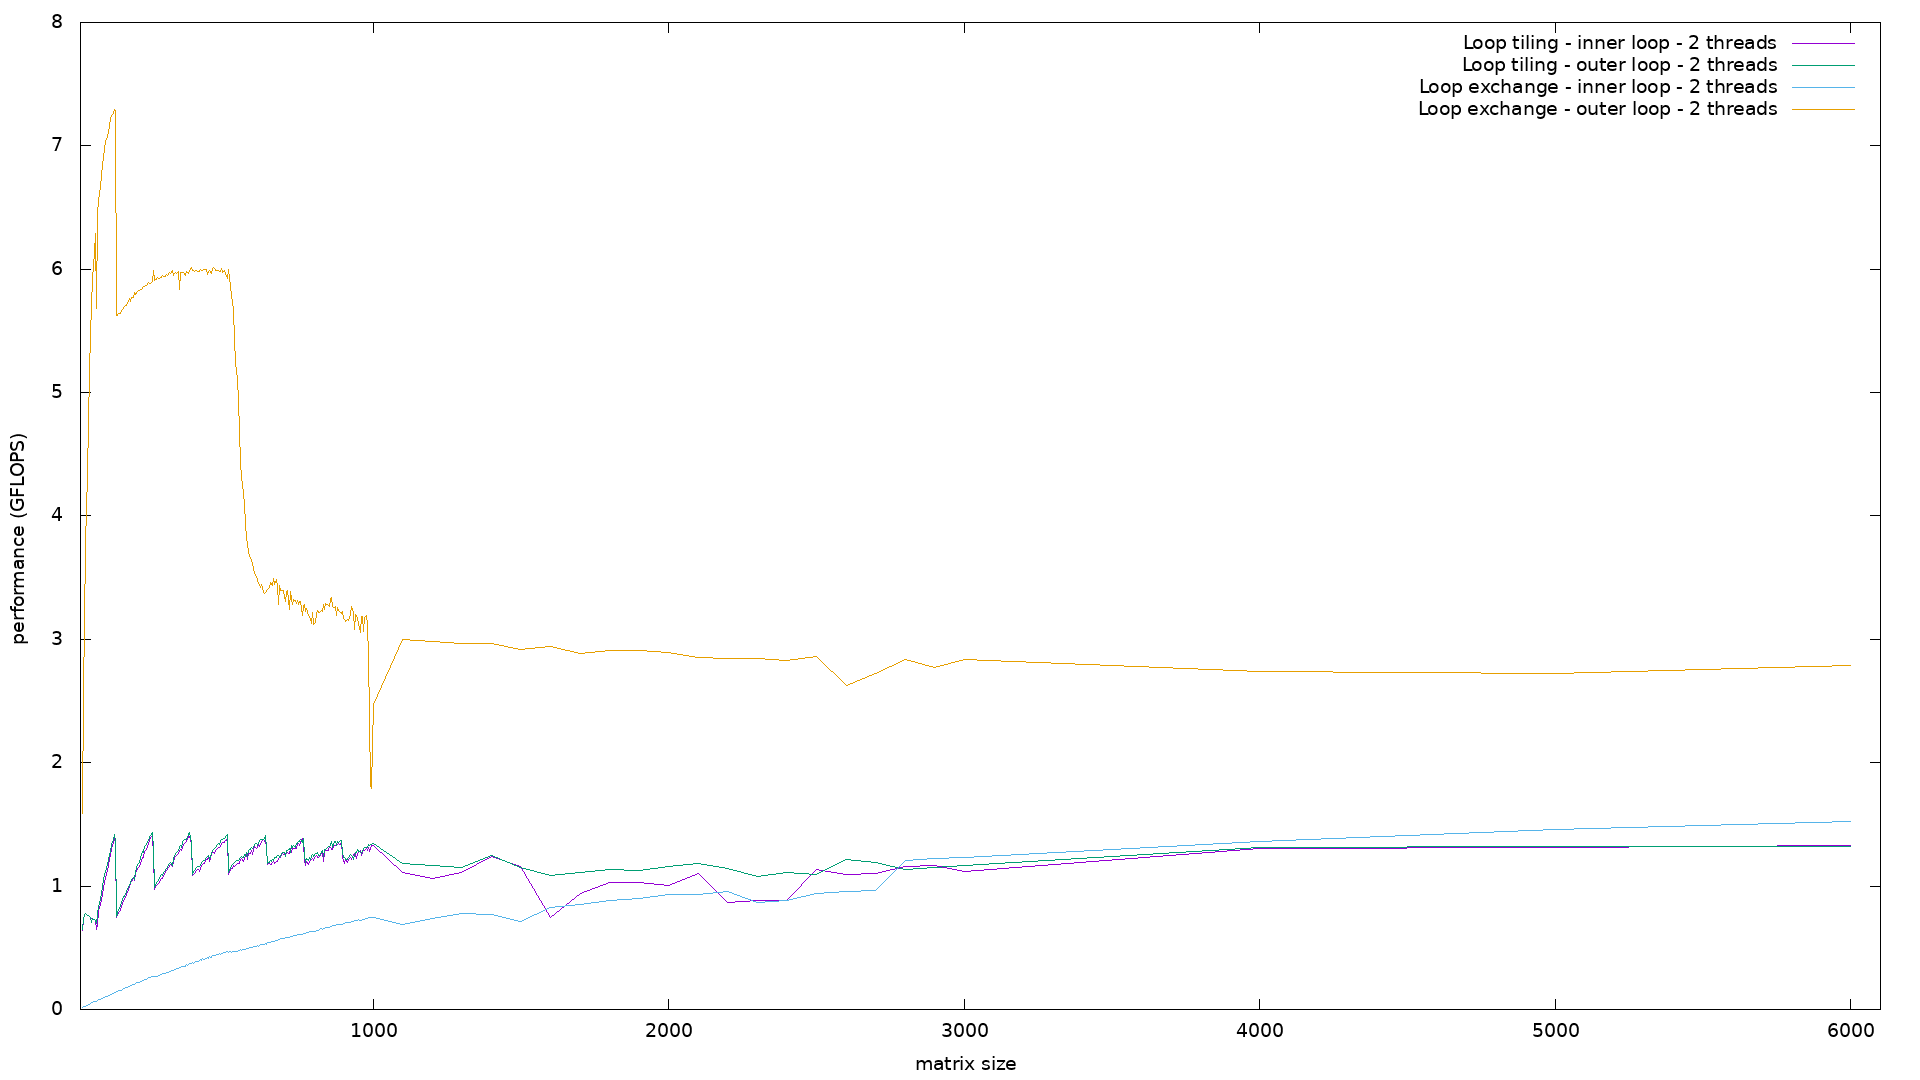 8
7
6
5
4
3
2
1
0
performance (GFLOPS)
Loop tiling - inner loop - 2 threads
Loop tiling - outer loop - 2 threads
Loop exchange - inner loop - 2 threads
Loop exchange - outer loop - 2 threads
1000 2000 3000 4000 5000 6000
matrix size